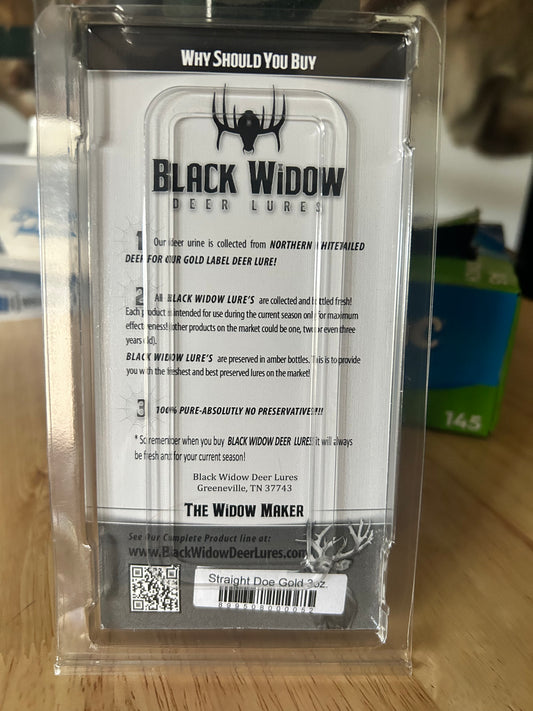 WHY SHOULD YOU BUY
BLACK WIDOW
DEER LURES
1 Our deer urine is collected from NORTHERN WHITETAILED
DEER FOR OUR GOLD LABEL DEER LURE!
2 All BLACK WIDOW LURE'S are collected and bottled fresh!
Each product is intended for use during the current season only for maximum
effectiveness! (other products on the market could be one, two or even three
years old).
BLACK WIDOW LURE'S are preserved in amber bottles. This is to provide
you with the freshest and best preserved lures on the market!
3 100% PURE-ABSOLUTLY NO PRESERVATIVES!!!
* So remember when you buy BLACK WIDOW DEER LURES it will always
be fresh and for your current season!
Black Widow Deer Lures
Greeneville, TN 37743
THE WIDOW MAKER
See Our Complete Product line at:
www.BlackWidowDeerLures.com
Straight Doe Gold 3oz.
145